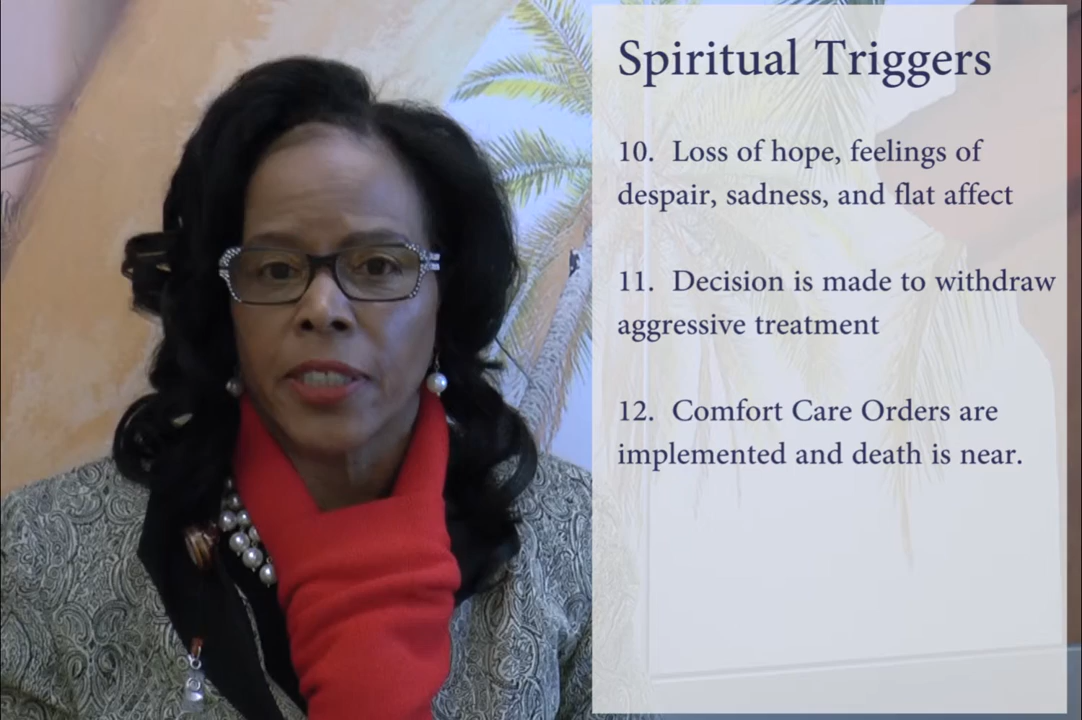 Spiritual Triggers
10. Loss of hope, feelings of
despair, sadness, and flat affect
11. Decision is made to withdraw
aggressive treatment
12. Comfort Care Orders are
implemented and death is near.